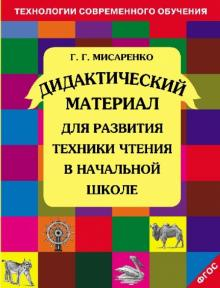 ТЕХНОЛОГИИ СОВРЕМЕННОГО ОБУЧЕНИЯ
Г. Г. МИСАРЕНКО
ДИДАКТИЧЕСКИЙ
МАТЕРИАЛ
ДЛЯ РАЗВИТИЯ
ТЕХНИКИ ЧТЕНИЯ
В НАЧАЛЬНОЙ
ШКОЛЕ
ФГОС